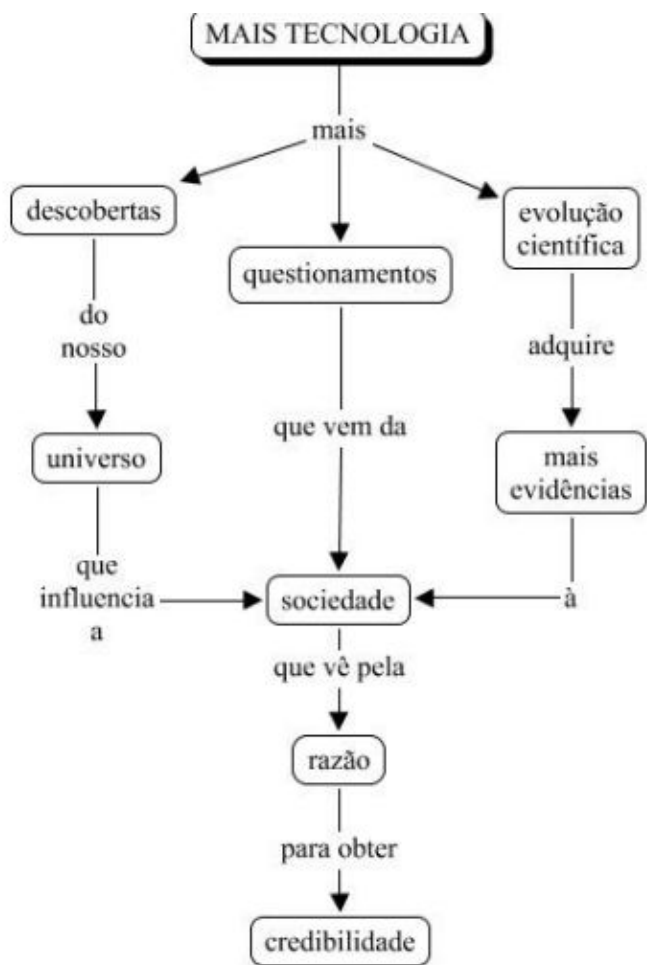 MAIS TECNOLOGIA
mais
descobertas
questionamentos
evolução
científica
do
nosso
que vem da
adquire
universo
mais
evidências
que
influencia
a
sociedade
à
que vê pela
razão
para obter
credibilidade